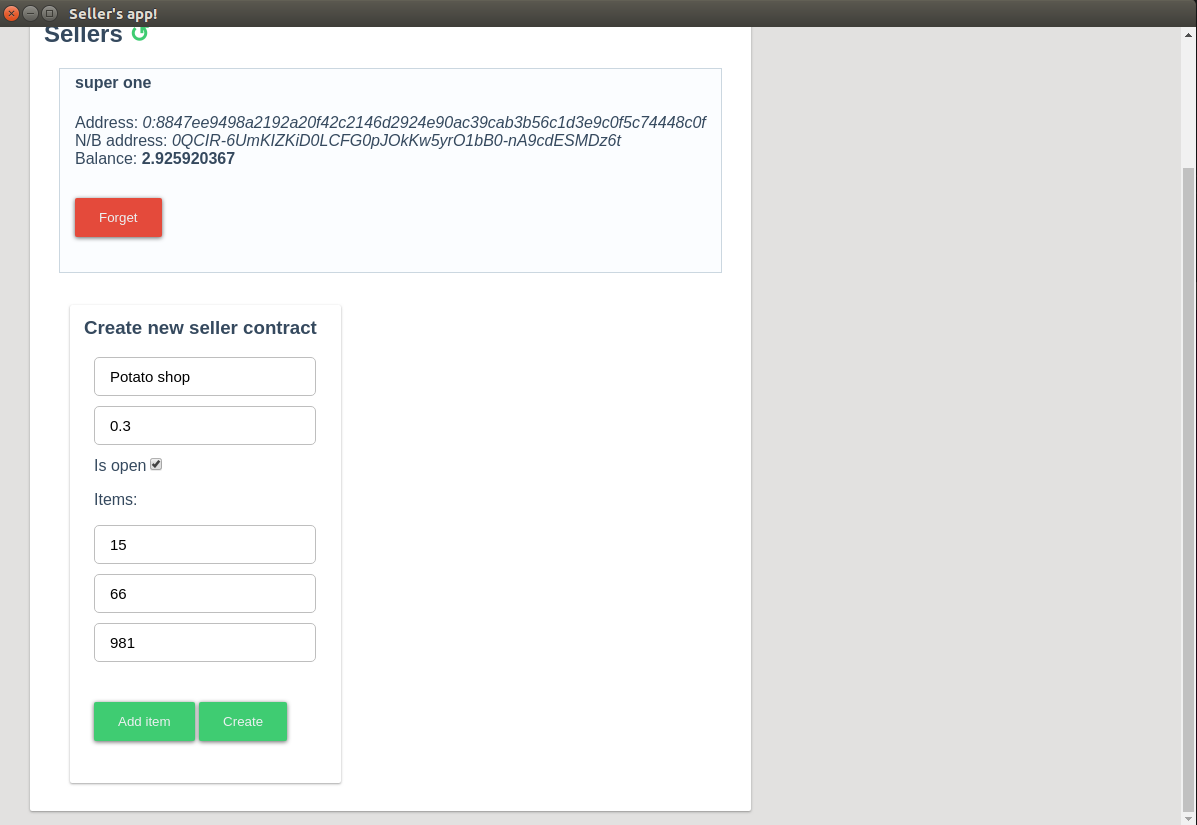 Seller's app!
Sellers
super one
Address: 0:8847ee9498a2192a20f42c2146d2924e90ac39cab3b56c1d3e9c0f5c74448c0f
N/B address: 0QCIR-6UmKIZKiD0LCFG0pJOkKw5yrO1bB0-nA9cdESMDz6t
Balance: 2.925920367
Forget
Create new seller contract
Potato shop
0.3
Is open
Items:
15
66
981
Add item Create